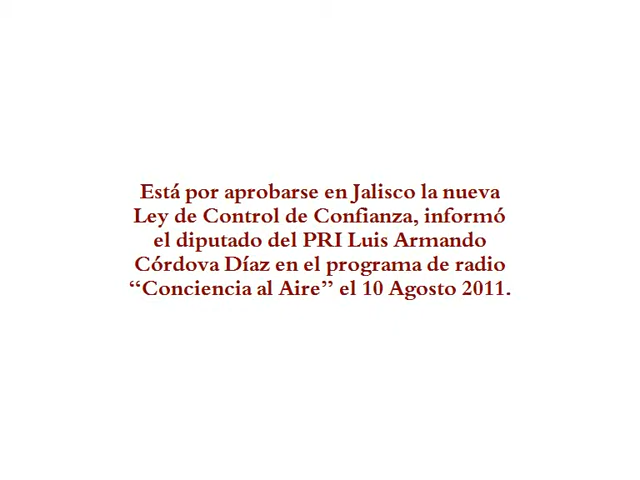 Está por aprobarse en Jalisco la nueva
Ley de Control de Confianza, informó
el diputado del PRI Luis Armando
Córdova Díaz en el programa de radio
“Conciencia al Aire” el 10 Agosto 2011.